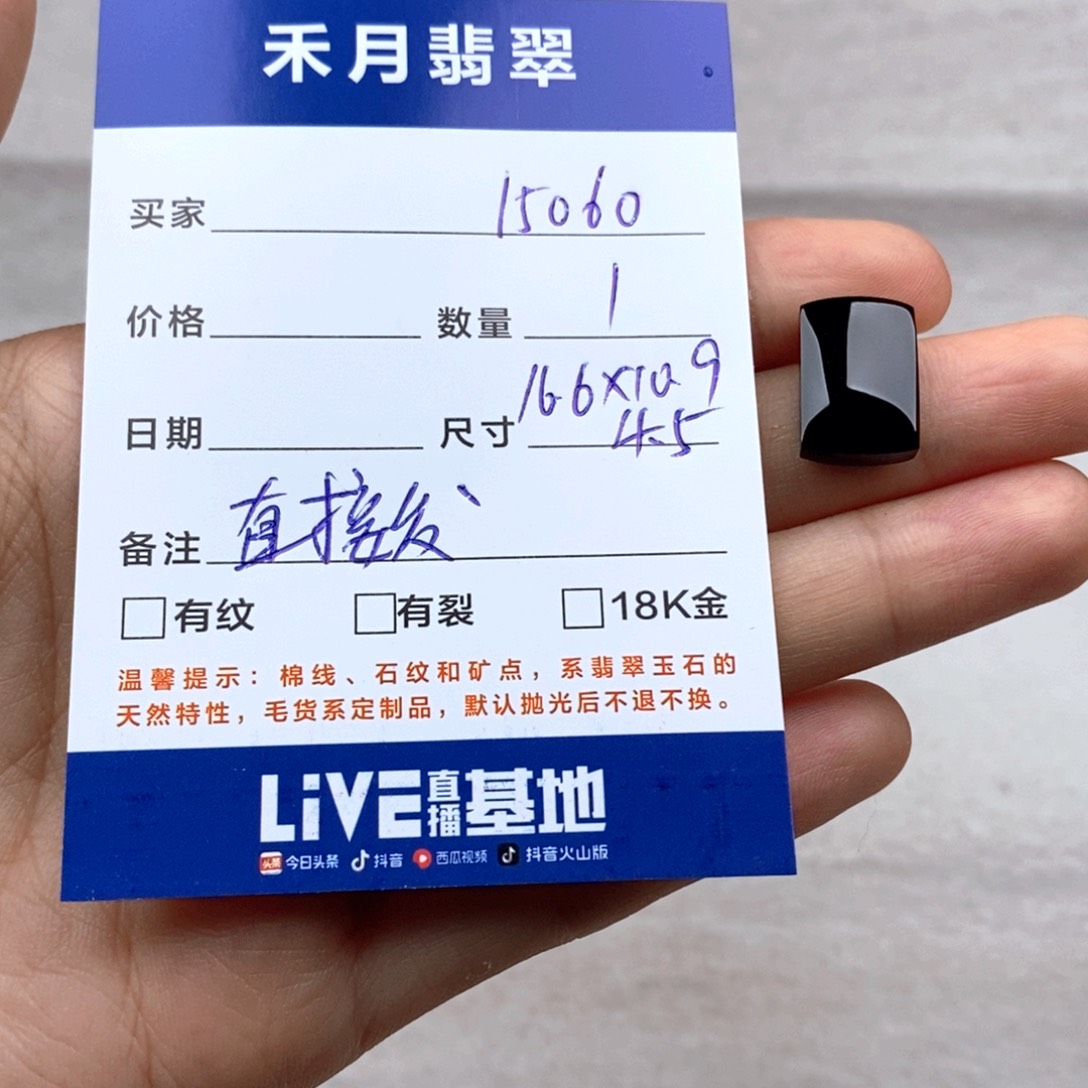 禾月翡翠
买家 15060
价格 数量 1
日期 尺寸 16.6×10.9
4.5
备注 直接发
有纹 有裂 18K金
温馨提示：棉线、石纹和矿点，系翡翠玉石的
天然特性，毛货系定制品，默认抛光后不退不换。
LiVE直播基地
头条 今日头条 抖音 西瓜视频 抖音火山版